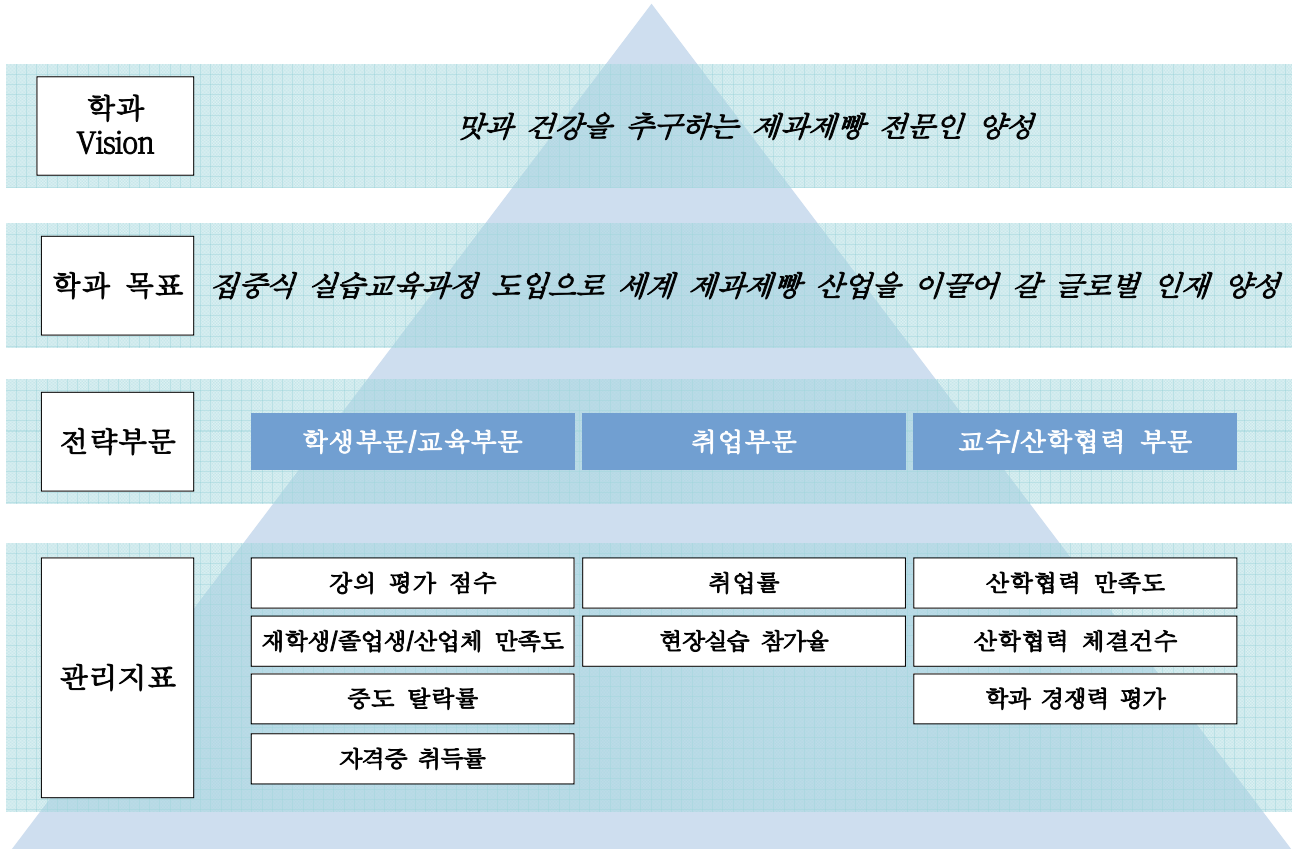 학과
Vision
맛과 건강을 추구하는 제과제빵 전문인 양성
학과 목표
집중식 실습교육과정 도입으로 세계 제과제빵 산업을 이끌어 갈 글로벌 인재 양성
전략부문
학생부문/교육부문
취업부문
교수/산학협력 부문
관리지표
강의 평가 점수
취업률
산학협력 만족도
재학생/졸업생/산업체 만족도
현장실습 참가율
산학협력 체결건수
중도 탈락률
학과 경쟁력 평가
자격증 취득률